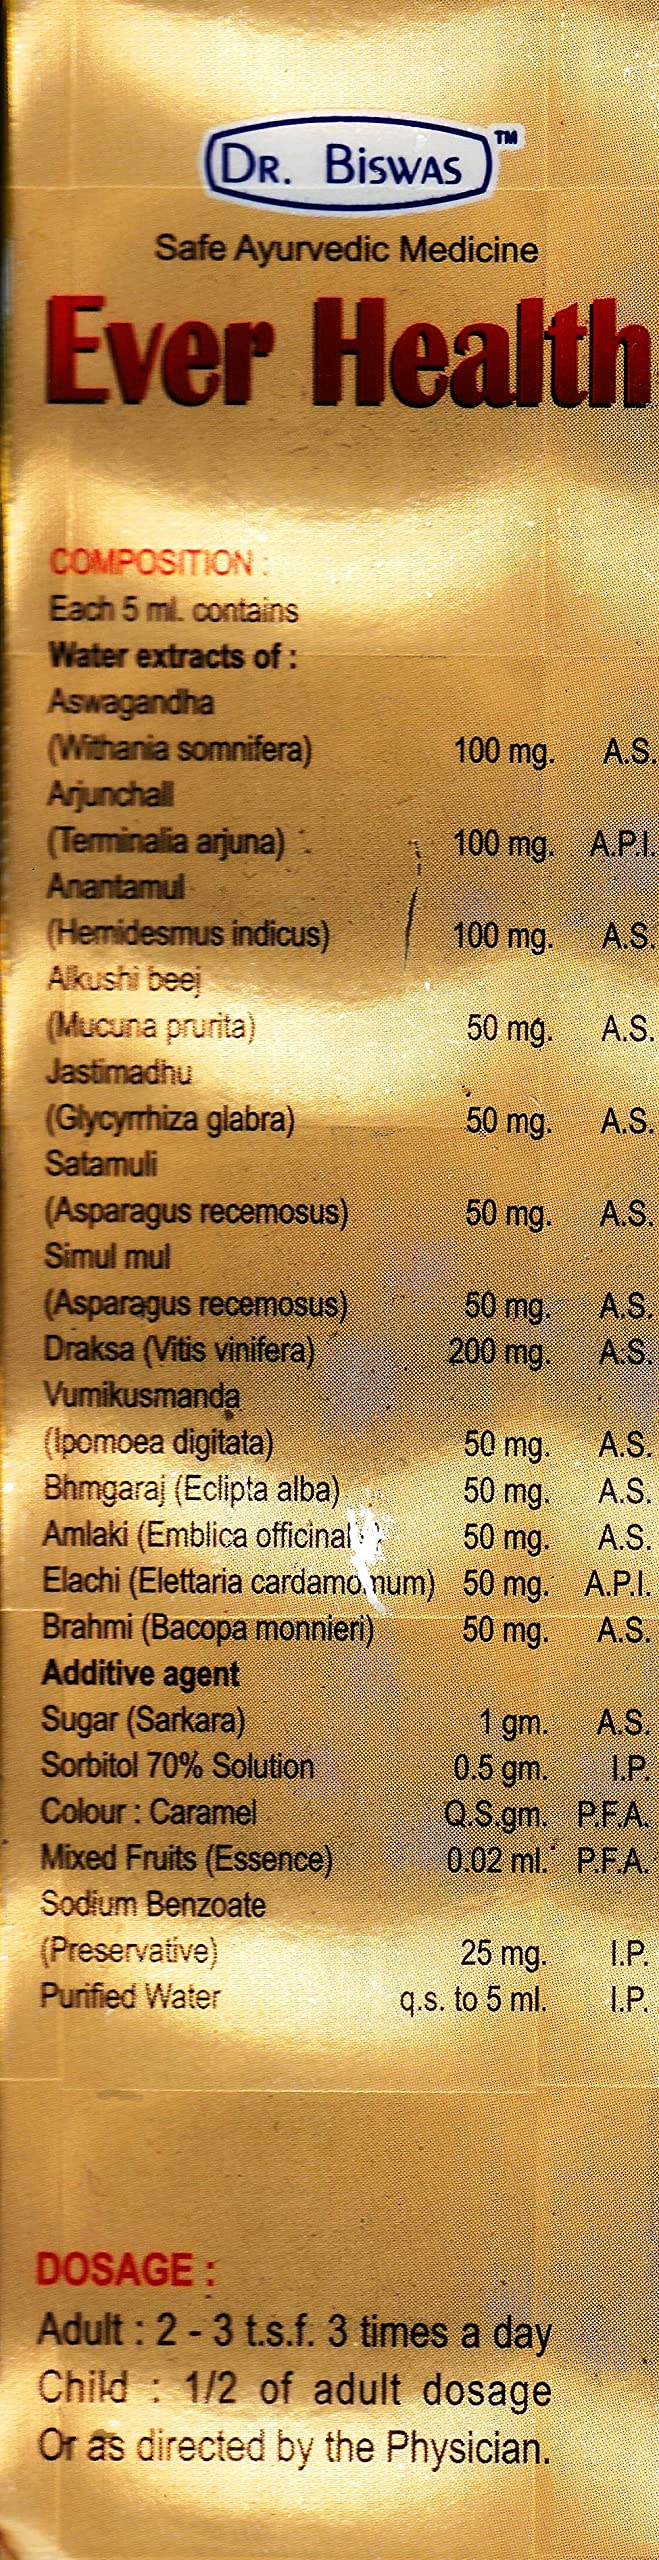 DR. BISWAS TM
Safe Ayurvedic Medicine
Ever Health
COMPOSITION :
Each 5 ml. contains
Water extracts of :
Aswagandha
(Withania somnifera) 100 mg. A.S.
Arjunchall
(Terminalia arjuna) 100 mg. A.P.I.
Anantamul
(Hemidesmus indicus) 100 mg. A.S.
Alkushi beej
(Mucuna prurita) 50 mg. A.S.
Jastimadhu
(Glycyrrhiza glabra) 50 mg. A.S.
Satamuli
(Asparagus recemosus) 50 mg. A.S.
Simul mul
(Asparagus recemosus) 50 mg. A.S.
Draksa (Vitis vinifera) 200 mg. A.S.
Vumikusmanda
(Ipomoea digitata) 50 mg. A.S.
Bhmgaraj (Eclipta alba) 50 mg. A.S.
Amlaki (Emblica 50 mg. A.S.
Elachi (Elettaria cardamomum) 50 mg. A.P.I.
Brahmi (Bacopa monnieri) 50 mg. A.S.
Additive agent
Sugar (Sarkara) 1 gm. A.S.
Sorbitol 70% Solution 0.5 gm. I.P.
Colour : Caramel Q.S.gm. P.F.A.
Mixed Fruits (Essence) 0.02 ml. P.F.A.
Sodium Benzoate
(Preservative) 25 mg. I.P.
Purified Water q.s. to 5 ml. I.P.
DOSAGE :
Adult : 2 - 3 t.s.f. 3 times a day
Child : 1/2 of adult dosage
Or as directed by the Physician.